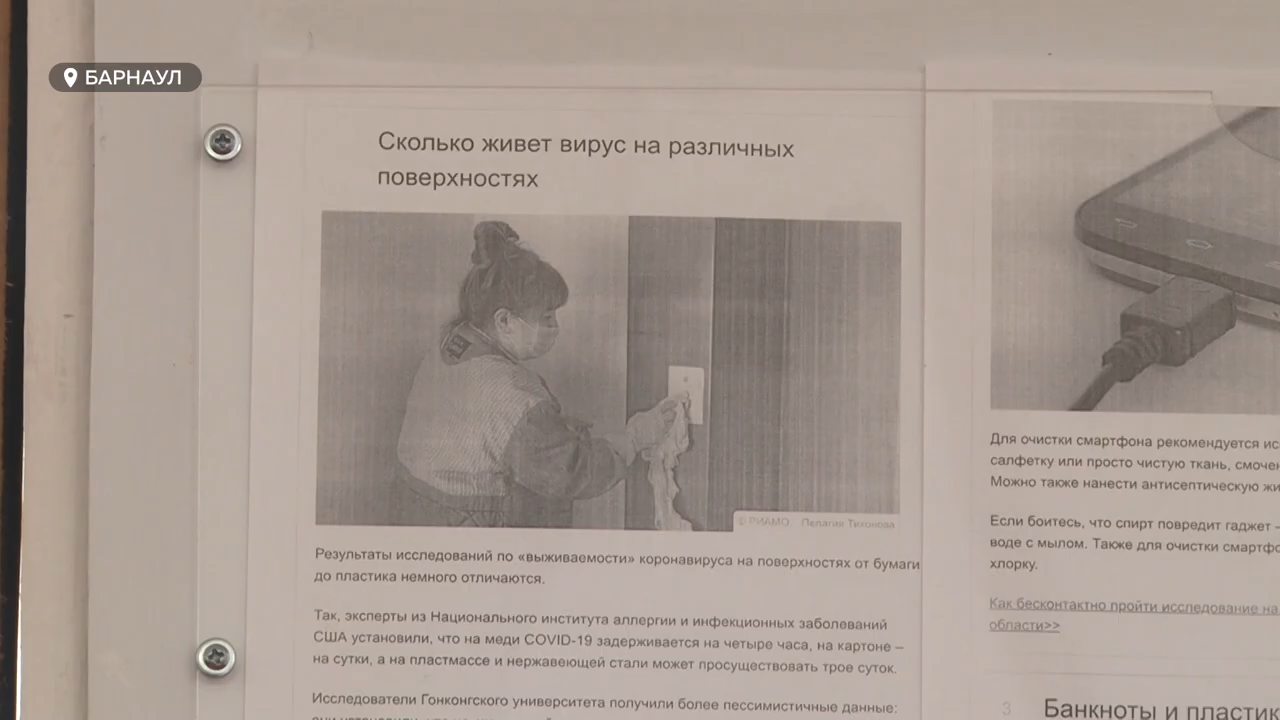 БАРНАУЛ
Сколько живет вирус на различных
поверхностях
© РИАМО Пелагия Тихонова
Результаты исследований по «выживаемости» коронавируса на поверхностях от бумаги
до пластика немного отличаются.
Так, эксперты из Национального института аллергии и инфекционных заболеваний
США установили, что на меди COVID-19 задерживается на четыре часа, на картоне –
на сутки, а на пластмассе и нержавеющей стали может просуществовать трое суток.
Исследователи Гонконгского университета получили более пессимистичные данные:
Для очистки смартфона рекомендуется
салфетку или просто чистую ткань,
Можно также нанести антисептическую
Если боитесь, что спирт повредит гаджет –
воде с мылом. Также для очистки
хлорку.
Как бесконтактно пройти исследование на
области>>
3 Банкноты и пластик